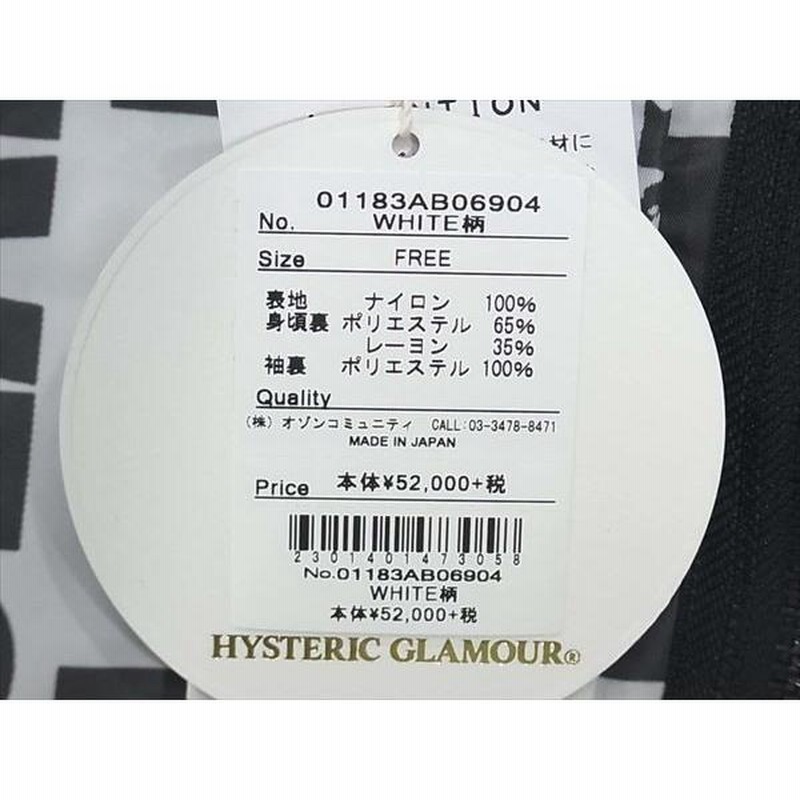 材に
01183AB06904
No. WHITE柄
Size FREE
表地 ナイロン 100%
身頃裏 ポリエステル 65%
レーヨン 35%
袖裏 ポリエステル 100%
Quality
(株) オゾンコミュニティ CALL:03-3478-8471
MADE IN JAPAN
Price 本体¥52,000+税
2301401473058
No.01183AB06904
WHITE柄
本体¥52,000+税
HYSTERIC GLAMOUR®